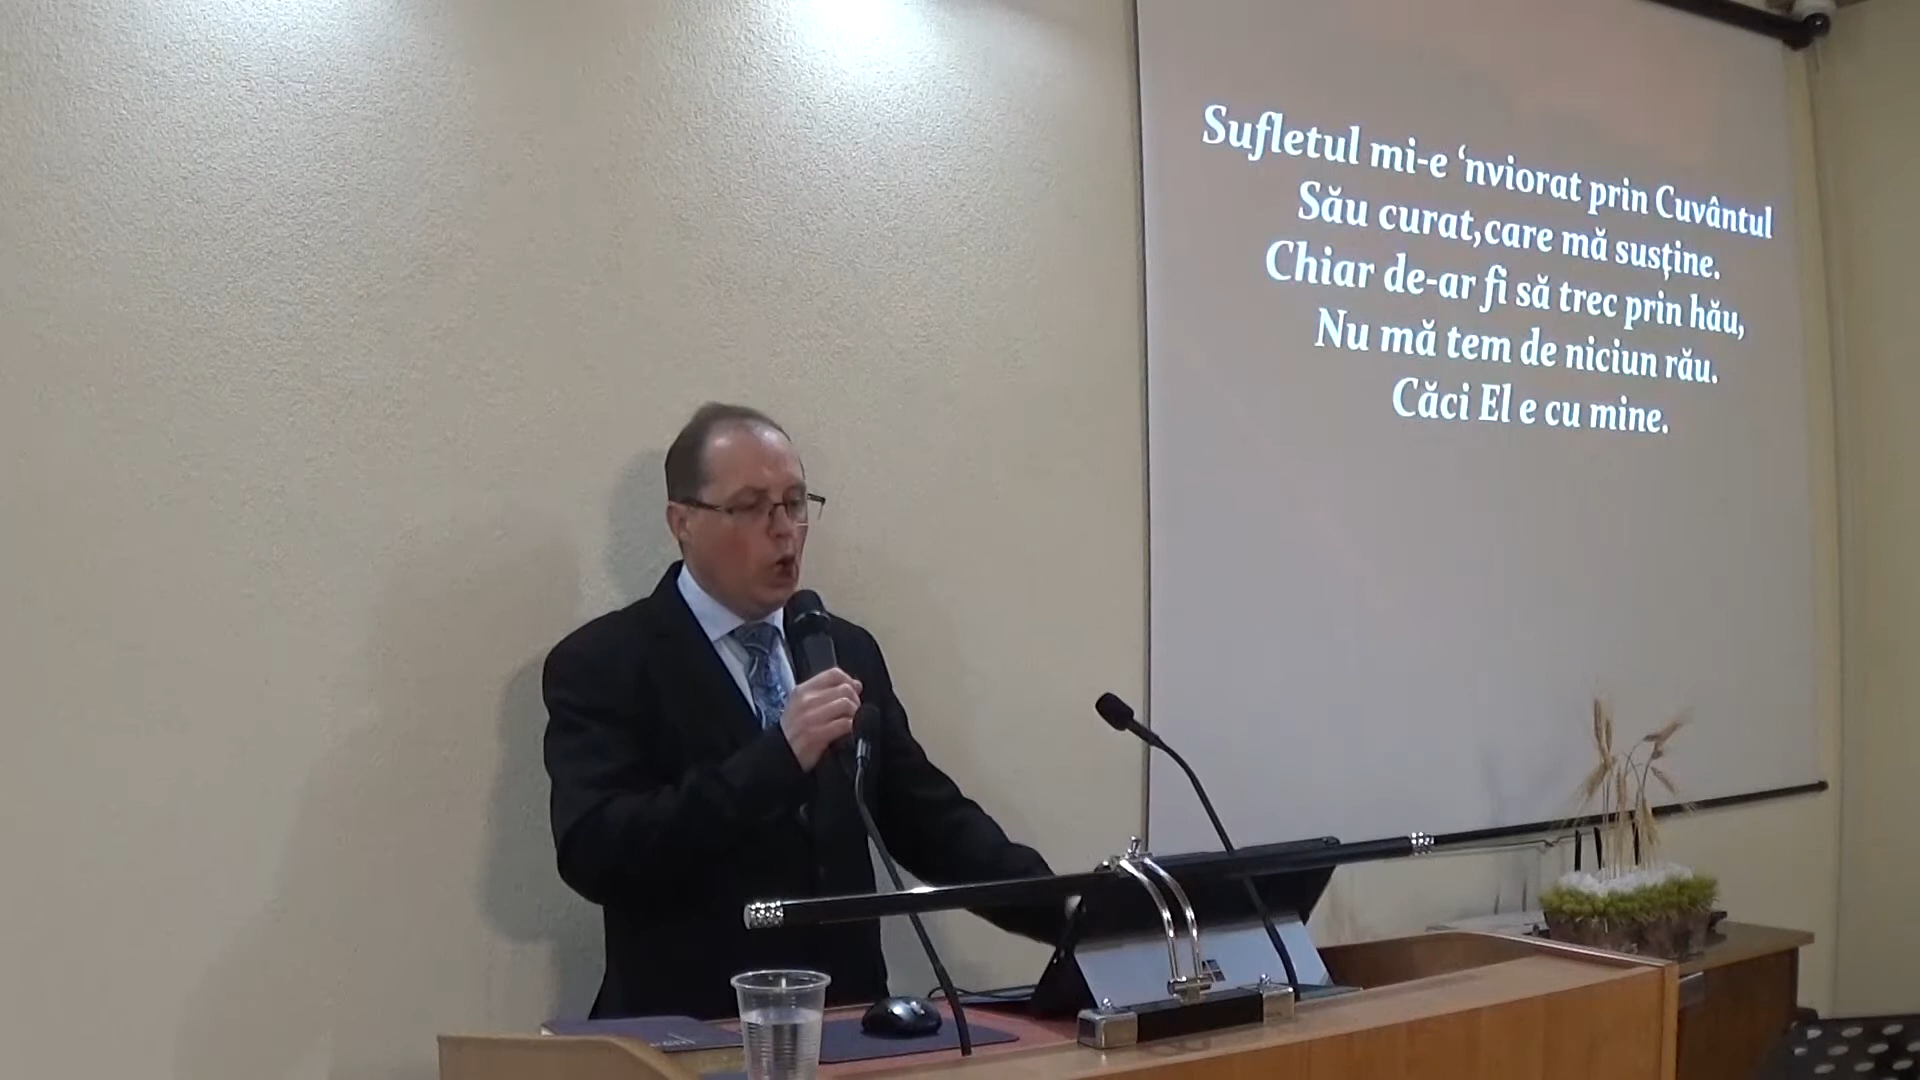 Sufletul mi-e ‘nviorat prin Cuvântul
Său curat,care mă susține.
Chiar de-ar fi să trec prin hău,
Nu mă tem de niciun rău.
Căci El e cu mine.